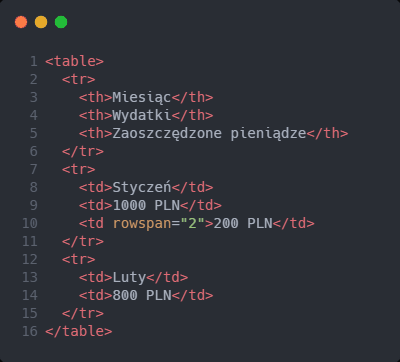 1 <table>
2   <tr>
3     <th>Miesiąc</th>
4     <th>Wydatki</th>
5     <th>Zaoszczędzone pieniądze</th>
6   </tr>
7   <tr>
8     <td>Styczeń</td>
9     <td>1000 PLN</td>
10     <td rowspan="2">200 PLN</td>
11   </tr>
12   <tr>
13     <td>Luty</td>
14     <td>800 PLN</td>
15   </tr>
16 </table>